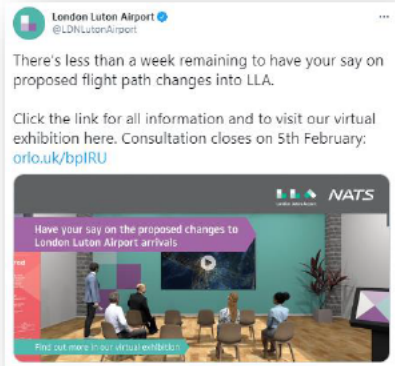 London Luton Airport
@LDNLutonAirport
There's less than a week remaining to have your say on
proposed flight path changes into LLA.
Click the link for all information and to visit our virtual
exhibition here. Consultation closes on 5th February:
orlo.uk/bpIRU
LLA NATS
Have your say on the proposed changes to
London Luton Airport arrivals
Find out more in our virtual exhibition